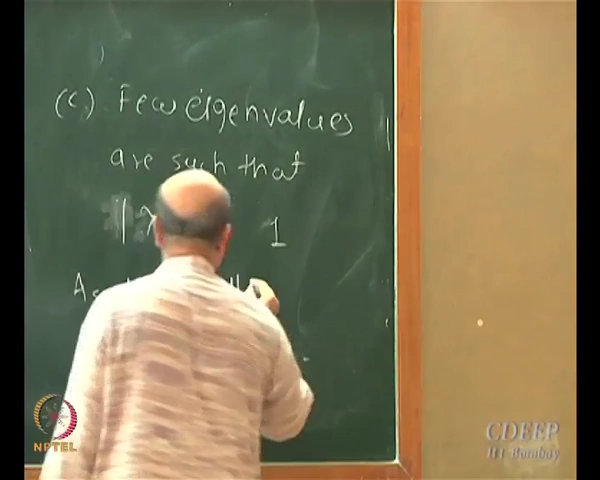 (c) Few eigenvalues
are such that
1
NPTEL
CDEEP
IIT Bombay